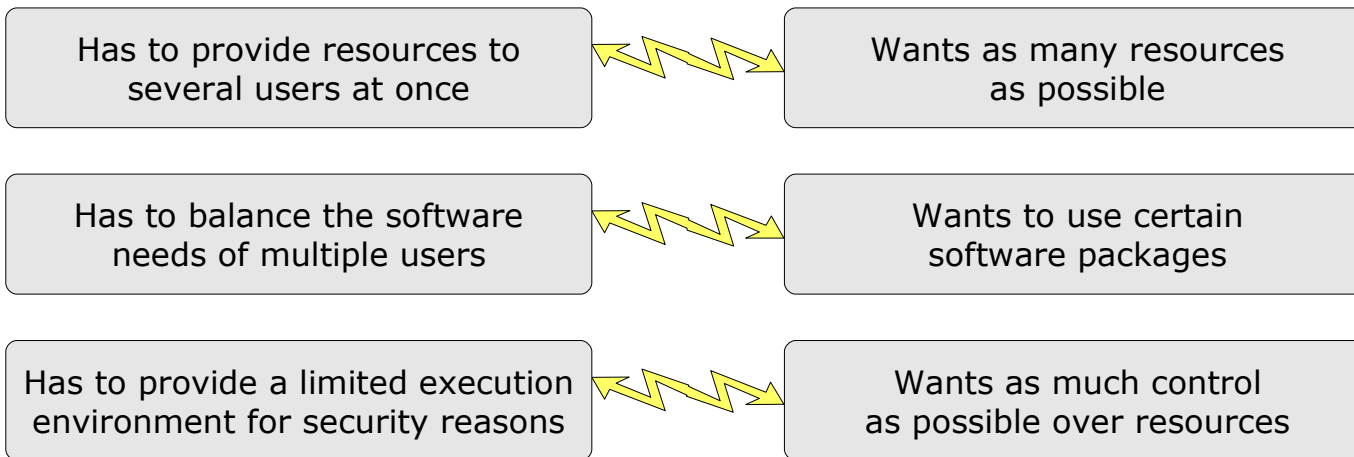 Has to provide resources to
several users at once
Wants as many resources
as possible
Has to balance the software
needs of multiple users
Wants to use certain
software packages
Has to provide a limited execution
environment for security reasons
Wants as much control
as possible over resources